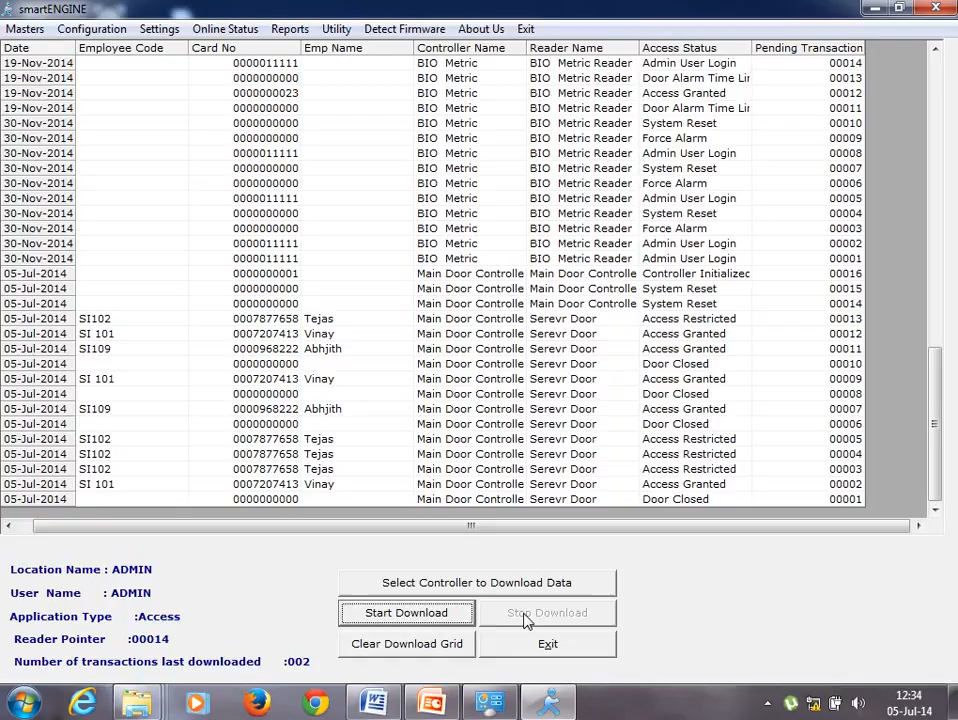 smartENGINE
Masters Configuration Settings Online Status Reports Utility Detect Firmware About Us Exit
Date Employee Code Card No Emp Name Controller Name Reader Name Access Status Pending Transaction
19-Nov-2014 0000011111 BIO Metric BIO Metric Reader Admin User Login 00014
19-Nov-2014 0000000000 BIO Metric BIO Metric Reader Door Alarm Time Lir 00013
19-Nov-2014 0000000023 BIO Metric BIO Metric Reader Access Granted 00012
19-Nov-2014 0000000000 BIO Metric BIO Metric Reader Door Alarm Time Lir 00011
30-Nov-2014 0000000000 BIO Metric BIO Metric Reader System Reset 00010
30-Nov-2014 0000000000 BIO Metric BIO Metric Reader Force Alarm 00009
30-Nov-2014 0000011111 BIO Metric BIO Metric Reader Admin User Login 00008
30-Nov-2014 0000000000 BIO Metric BIO Metric Reader System Reset 00007
30-Nov-2014 0000000000 BIO Metric BIO Metric Reader Force Alarm 00006
30-Nov-2014 0000011111 BIO Metric BIO Metric Reader Admin User Login 00005
30-Nov-2014 0000000000 BIO Metric BIO Metric Reader System Reset 00004
30-Nov-2014 0000000000 BIO Metric BIO Metric Reader Force Alarm 00003
30-Nov-2014 0000011111 BIO Metric BIO Metric Reader Admin User Login 00002
30-Nov-2014 0000011111 BIO Metric BIO Metric Reader System Reset 00001
05-Jul-2014 0000000001 Main Door Controlle Main Door Controlle Controller Initialized 00016
05-Jul-2014 0000000000 Main Door Controlle Main Door Controlle System Reset 00015
05-Jul-2014 0000000000 Main Door Controlle Main Door Controlle System Reset 00014
05-Jul-2014 SI102 0007877658 Tejas Main Door Controlle Serevr Door Access Restricted 00013
05-Jul-2014 SI 101 0007207413 Vinay Main Door Controlle Serevr Door Access Granted 00012
05-Jul-2014 SI109 0000968222 Abhjith Main Door Controlle Serevr Door Access Granted 00011
05-Jul-2014 0000000000 Main Door Controlle Serevr Door Door Closed 00010
05-Jul-2014 SI 101 0007207413 Vinay Main Door Controlle Serevr Door Access Granted 00009
05-Jul-2014 0000000000 Main Door Controlle Serevr Door Door Closed 00008
05-Jul-2014 SI109 0000968222 Abhjith Main Door Controlle Serevr Door Access Granted 00007
05-Jul-2014 0000000000 Main Door Controlle Serevr Door Door Closed 00006
05-Jul-2014 SI102 0007877658 Tejas Main Door Controlle Serevr Door Access Restricted 00005
05-Jul-2014 SI102 0007877658 Tejas Main Door Controlle Serevr Door Access Restricted 00004
05-Jul-2014 SI102 0007877658 Tejas Main Door Controlle Serevr Door Access Restricted 00003
05-Jul-2014 SI 101 0007207413 Vinay Main Door Controlle Serevr Door Access Granted 00002
05-Jul-2014 0000000000 Main Door Controlle Serevr Door Door Closed 00001
Location Name : ADMIN
User Name : ADMIN
Application Type :Access
Reader Pointer :00014
Number of transactions last downloaded :002
Select Controller to Download Data
Start Download Stop Download
Clear Download Grid Exit
12:34
05-Jul-14